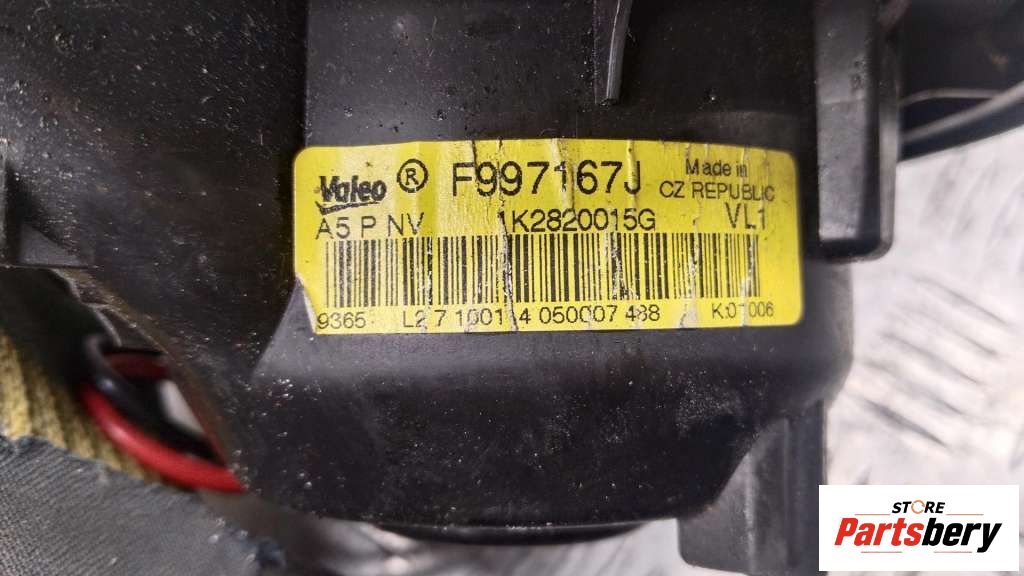 Valeo ® F997167J Made in
CZ REPUBLIC
A5 P NV 1K2820015G VL1
9365 L2 7 1001 4 050007 488 K01006
STORE
Partsbery